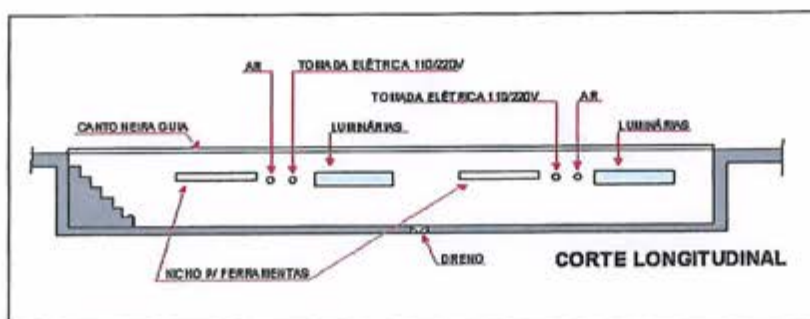 AR
TOMADA ELÉTRICA 110/220V
TOMADA ELÉTRICA 110/220V
AR
CANTONEIRA GUIA
LUMINÁRIAS
LUMINÁRIAS
NICHO P/ FERRAMENTAS
DRENO
CORTE LONGITUDINAL